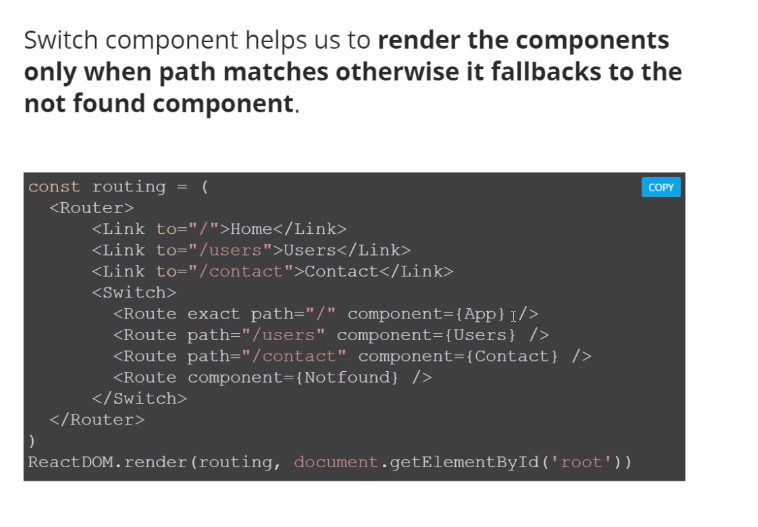 Switch component helps us to render the components
only when path matches otherwise it fallbacks to the
not found component.
COPY
const routing = (
  <Router>
      <Link to="/">Home</Link>
      <Link to="/users">Users</Link>
      <Link to="/contact">Contact</Link>
      <Switch>
        <Route exact path="/" component={App} />
        <Route path="/users" component={Users} />
        <Route path="/contact" component={Contact} />
        <Route component={Notfound} />
      </Switch>
  </Router>
)
ReactDOM.render(routing, document.getElementById('root'))